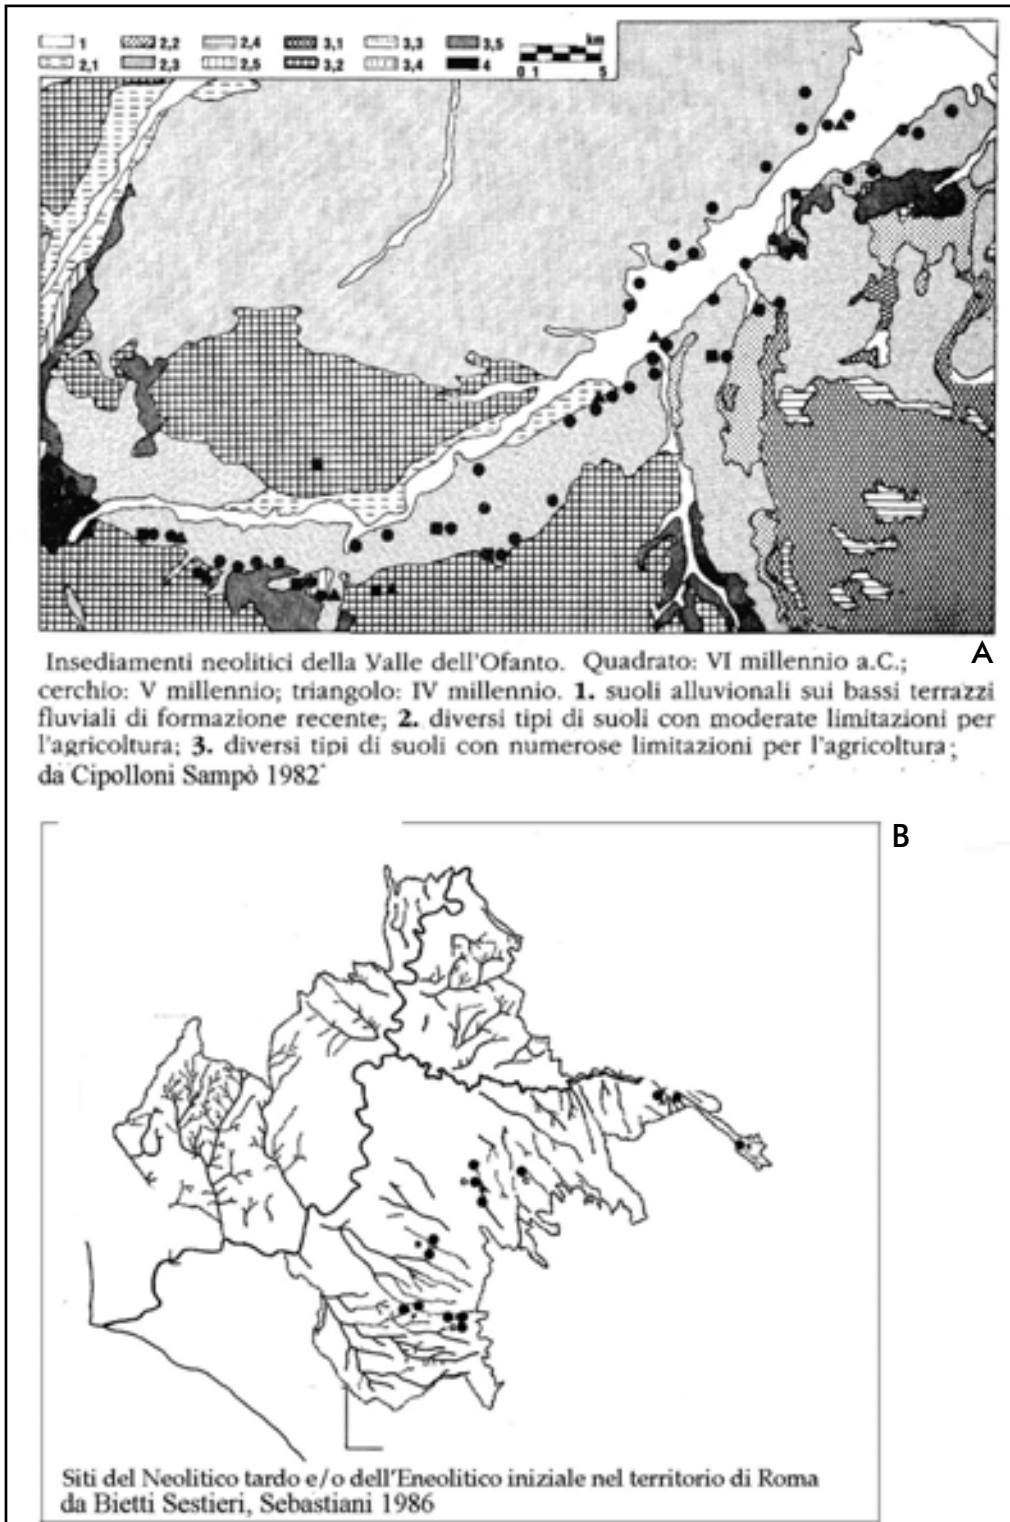 1 2,2 2,4 3,1 3,3 3,5 km
2,1 2,3 2,5 3,2 3,4 4 0 1 5
A
Insediamenti neolitici della Valle dell'Ofanto. Quadrato: VI millennio a.C.;
cerchio: V millennio; triangolo: IV millennio. 1. suoli alluvionali sui bassi terrazzi
fluviali di formazione recente; 2. diversi tipi di suoli con moderate limitazioni per
l'agricoltura; 3. diversi tipi di suoli con numerose limitazioni per l'agricoltura;
da Cipolloni Sampò 1982
B
Siti del Neolitico tardo e/o dell'Eneolitico iniziale nel territorio di Roma
da Bietti Sestieri, Sebastiani 1986